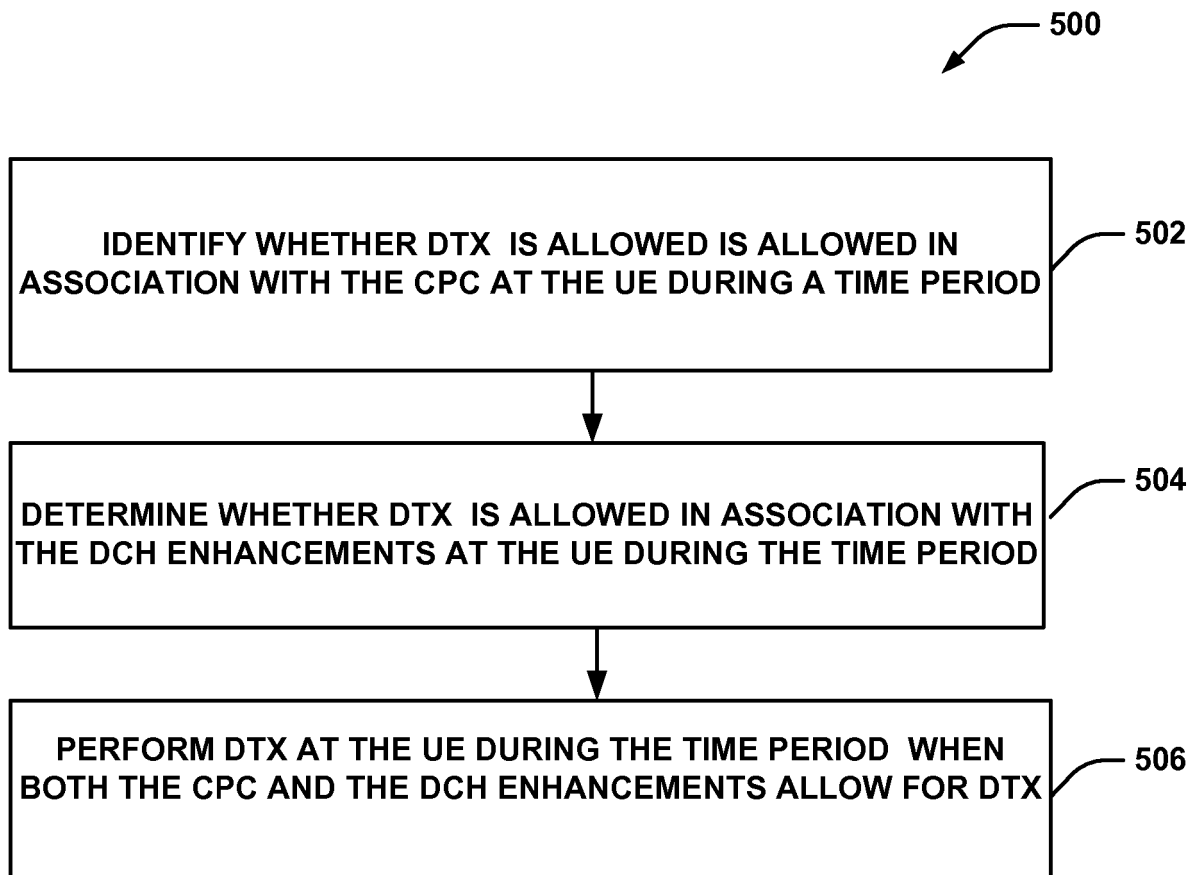 500
IDENTIFY WHETHER DTX IS ALLOWED IS ALLOWED IN
ASSOCIATION WITH THE CPC AT THE UE DURING A TIME PERIOD
502
DETERMINE WHETHER DTX IS ALLOWED IN ASSOCIATION WITH
THE DCH ENHANCEMENTS AT THE UE DURING THE TIME PERIOD
504
PERFORM DTX AT THE UE DURING THE TIME PERIOD WHEN
BOTH THE CPC AND THE DCH ENHANCEMENTS ALLOW FOR DTX
506